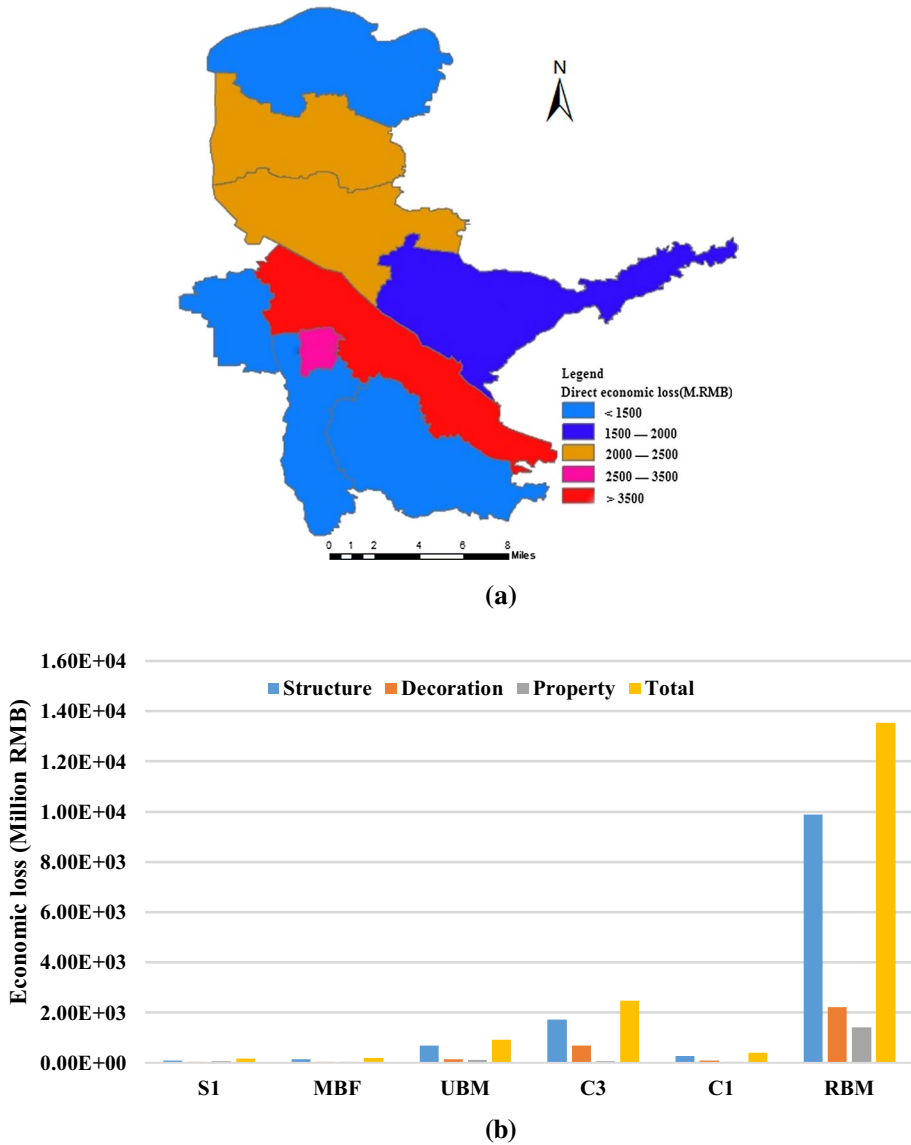 N
Legend
Direct economic loss(M.RMB)
< 1500
1500 — 2000
2000 — 2500
2500 — 3500
> 3500
0 1 2 4 6 8
Miles
(a)
Economic loss (Million RMB)
1.60E+04
Structure Decoration Property Total
1.40E+04
1.20E+04
1.00E+04
8.00E+03
6.00E+03
4.00E+03
2.00E+03
0.00E+00
S1 MBF UBM C3 C1 RBM
(b)